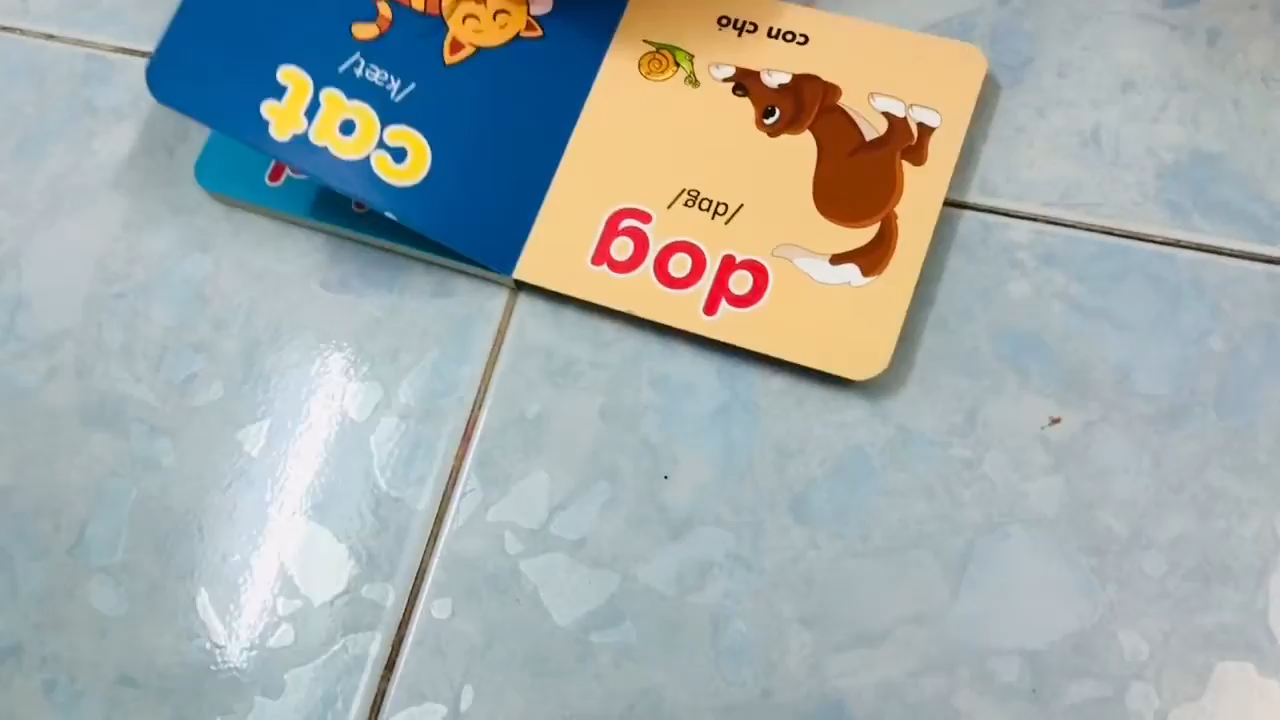 dog
/dɒg/
con chó
cat
/kæt/